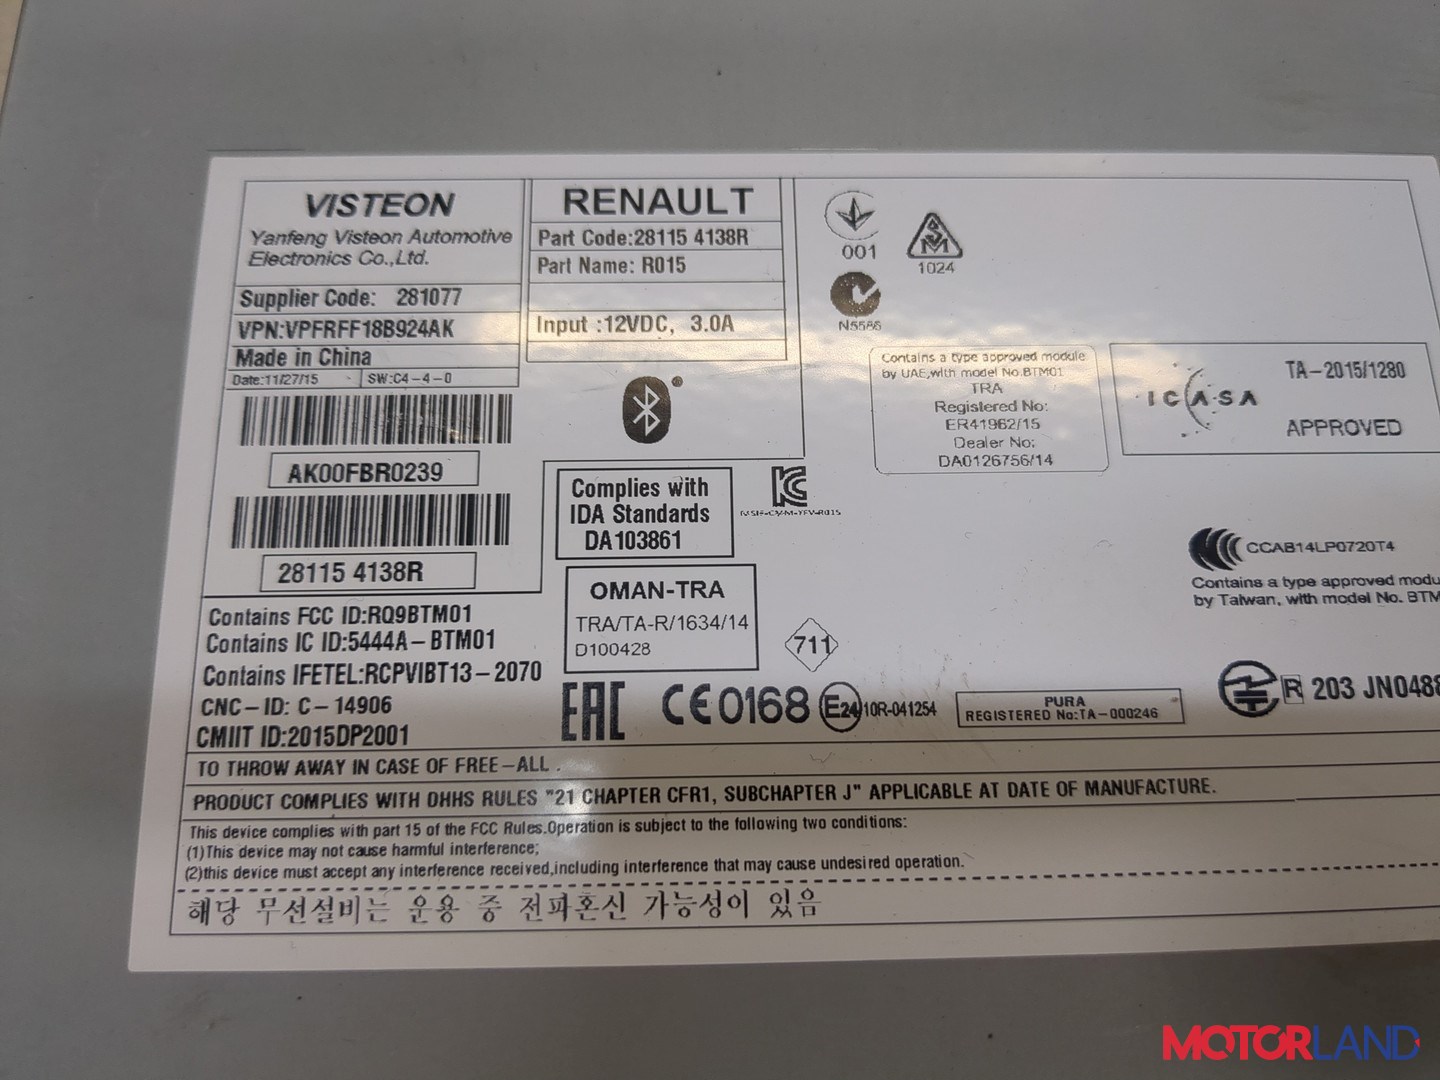 VISTEON
Yanfeng Visteon Automotive
Electronics Co.,Ltd.
Supplier Code: 281077
VPN:VPFRFF18B924AK
Made in China
Date:11/27/15 SW:C4-4-0
AK00FBR0239
28115 4138R
RENAULT
Part Code:28115 4138R
Part Name: R015
Input :12VDC, 3.0A
001
1024
N5586
Contains a type approved module
by UAE,with model No.BTM01
TRA
Registered No:
ER41962/15
Dealer No:
DA0126756/14
ICASA
TA-2015/1280
APPROVED
Complies with
IDA Standards
DA103861
OMAN-TRA
TRA/TA-R/1634/14
D100428
711
CCAB14LP0720T4
Contains a type approved modu
by Taiwan, with model No. BTM
Contains FCC ID:RQ9BTM01
Contains IC ID:5444A-BTM01
Contains IFETEL:RCPVIBT13-2070
CNC-ID: C-14906
CMIIT ID:2015DP2001
EAC CE0168 E24 10R-041254
PURA
REGISTERED No:TA-000246
R 203 JN0488
TO THROW AWAY IN CASE OF FREE-ALL .
PRODUCT COMPLIES WITH DHHS RULES "21 CHAPTER CFR1, SUBCHAPTER J" APPLICABLE AT DATE OF MANUFACTURE.
This device complies with part 15 of the FCC Rules.Operation is subject to the following two conditions:
(1)This device may not cause harmful interference;
(2)this device must accept any interference received,including interference that may cause undesired operation.
해당 무선설비는 운용 중 전파혼신 가능성이 있음
MOTORLAND